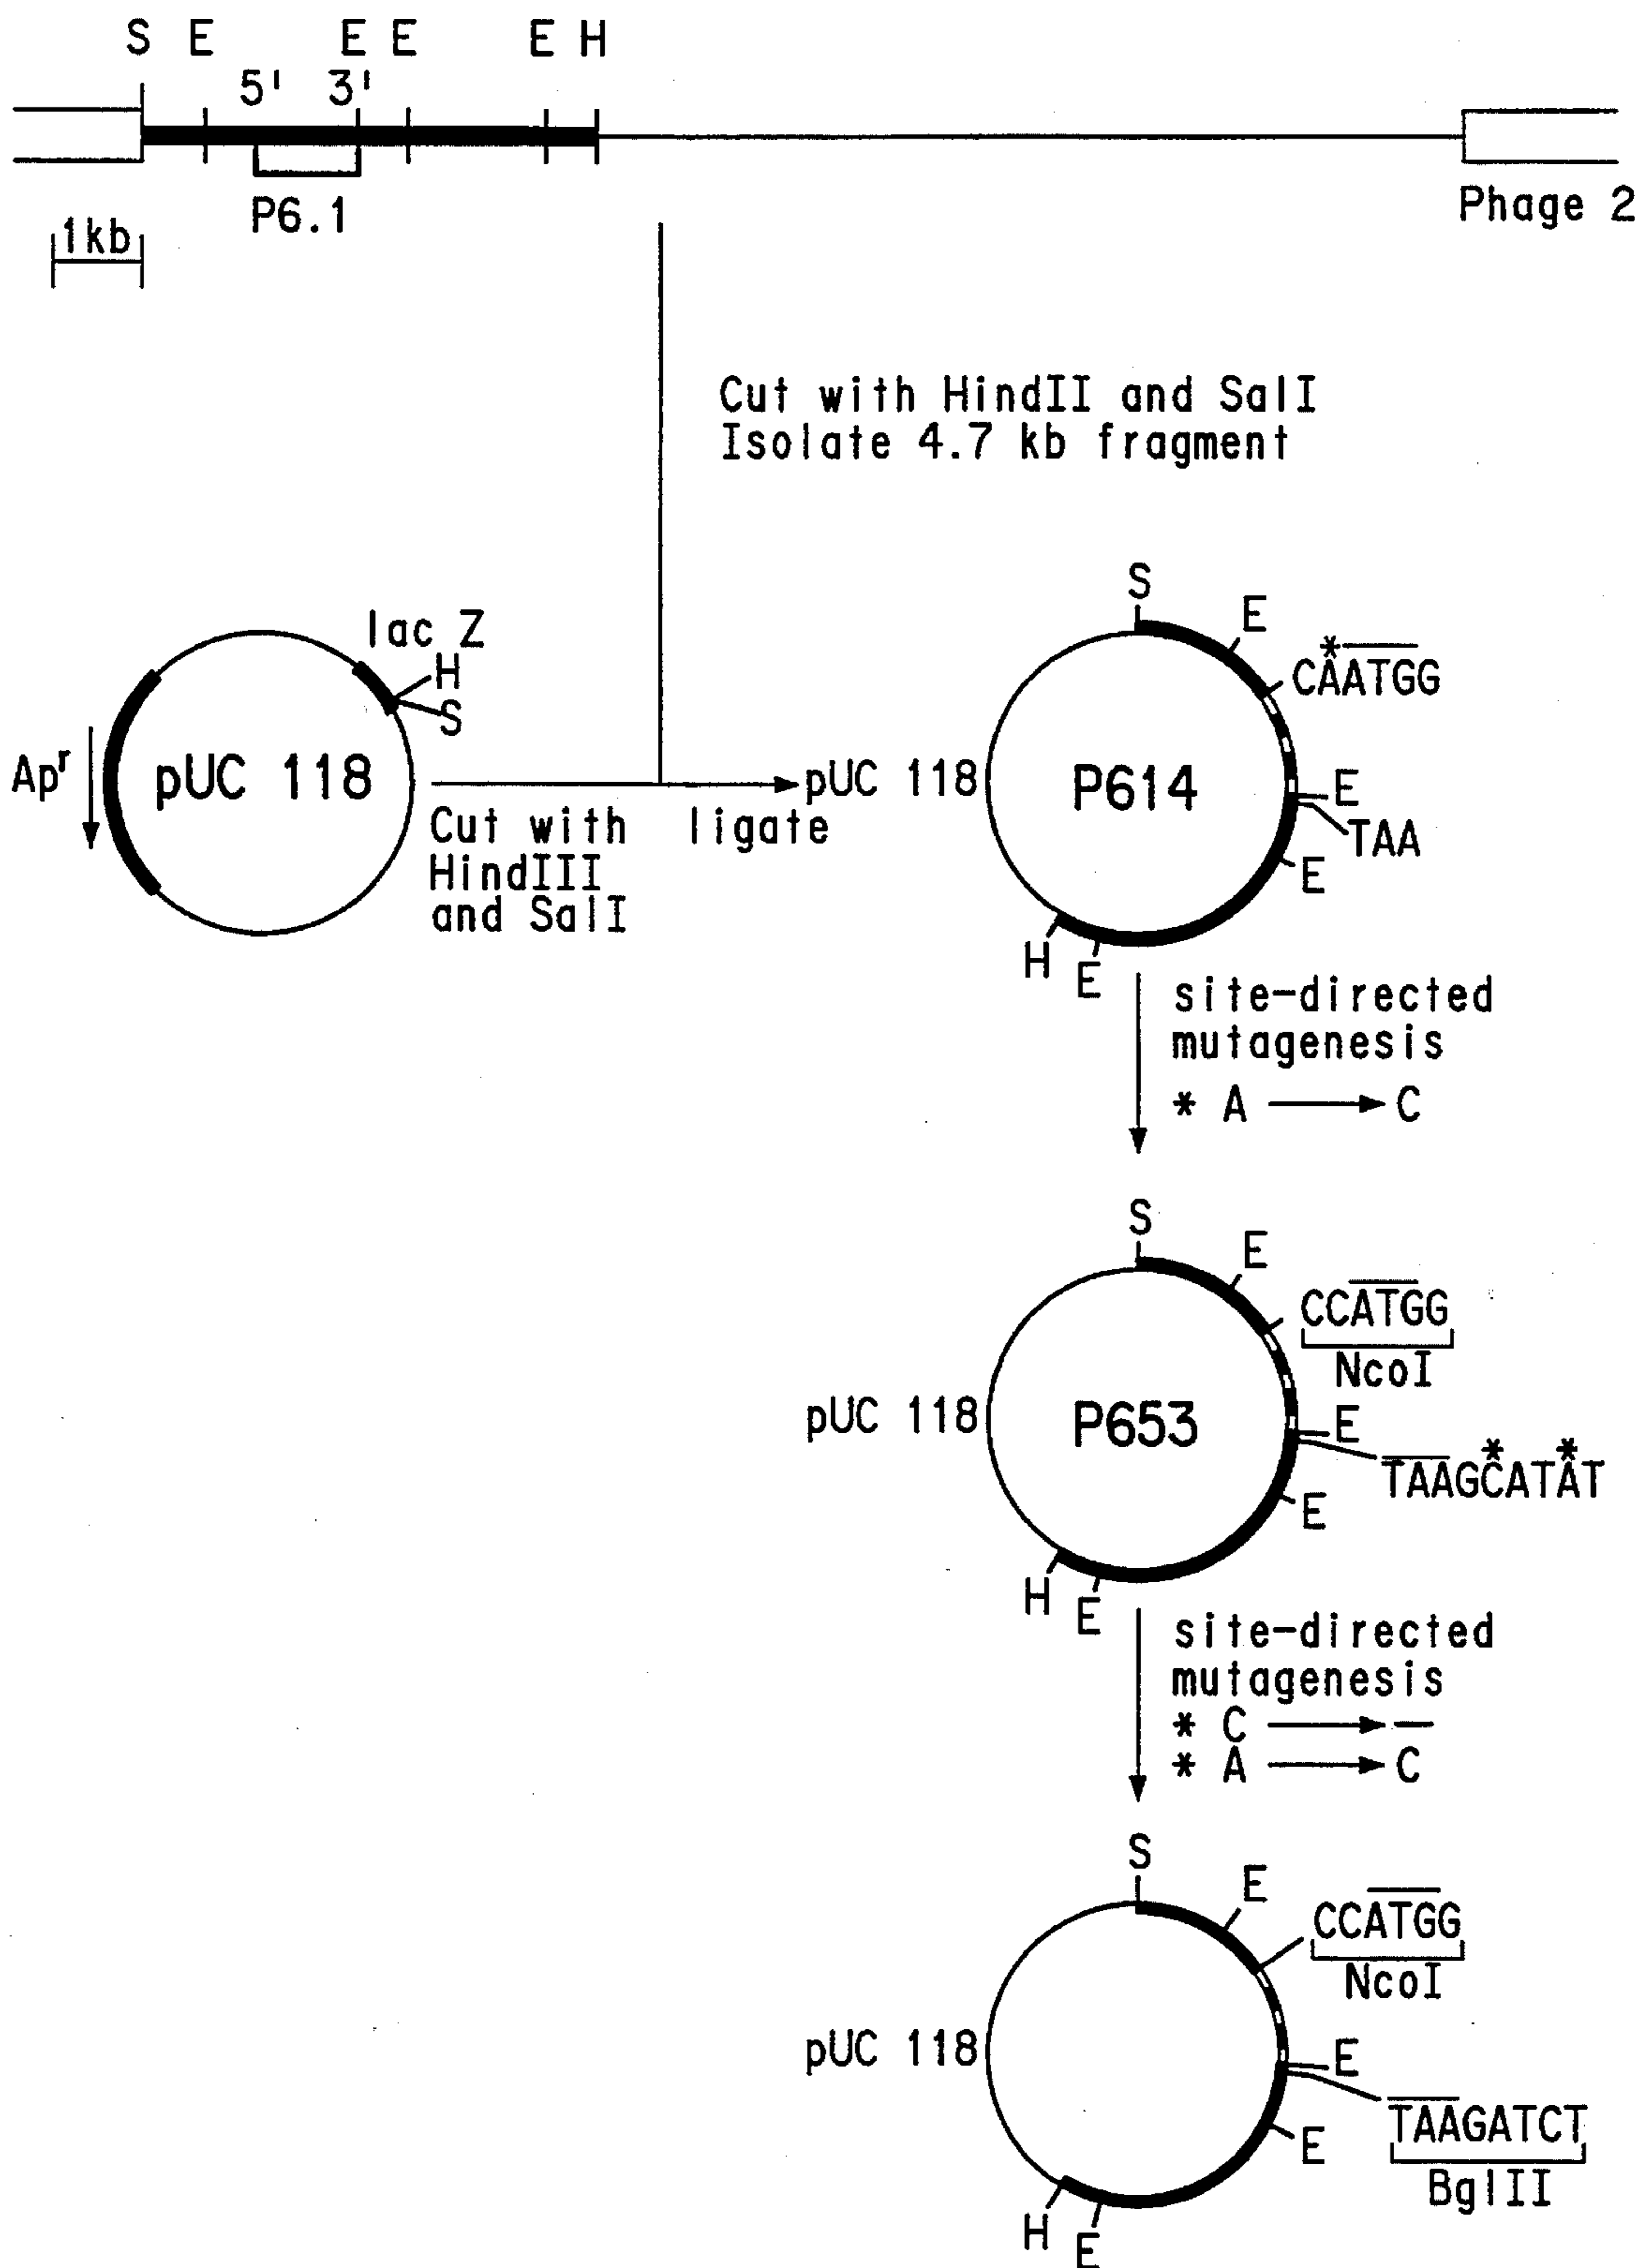 S E E E E H
5' 3'
P6.1
1kb
Phage 2
Cut with HindII and SalI
Isolate 4.7 kb fragment
lac Z
H
S
Apr
pUC 118
Cut with
HindIII
and SalI
ligate
pUC 118
P614
S
E
*
CAATGG
E
TAA
E
H
E
site-directed
mutagenesis
* A → C
S
E
CCATGG
NcoI
pUC 118
P653
E
* *
TAAGCATAT
E
H
E
site-directed
mutagenesis
* C → —
* A → C
S
E
CCATGG
NcoI
pUC 118
E
TAAGATCT
BglII
E
H
E